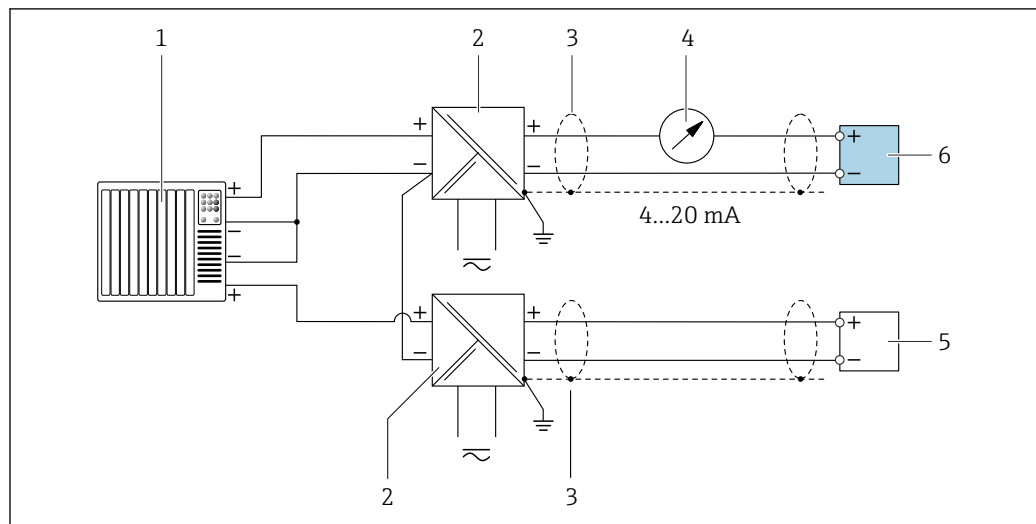 1 2 3 4
+ +
+ 6
− − −
+ 4...20 mA
−
−
+
+ + +
5
− − −
2 3